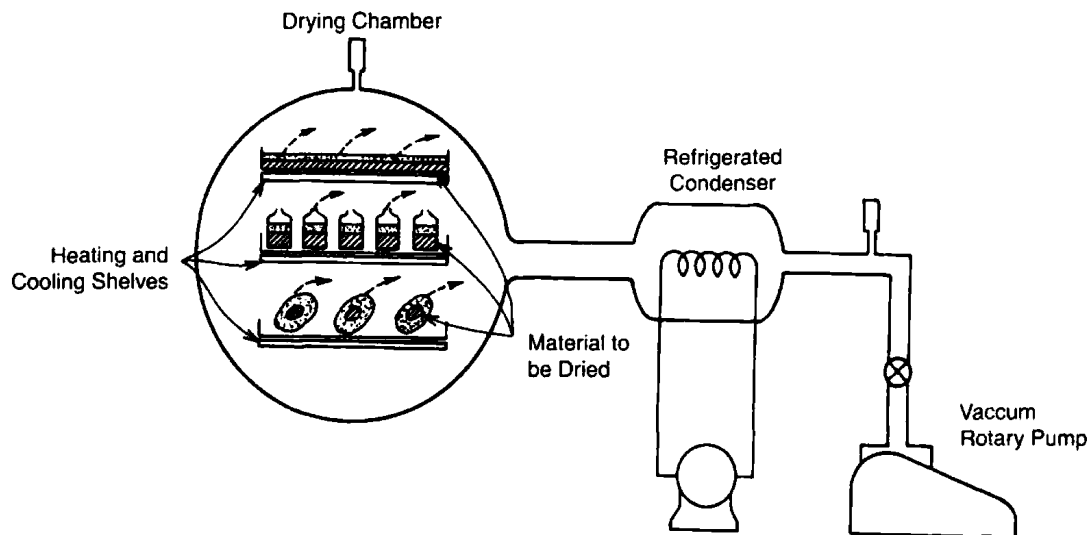 Drying Chamber
Refrigerated
Condenser
Heating and
Cooling Shelves
Material to
be Dried
Vaccum
Rotary Pump